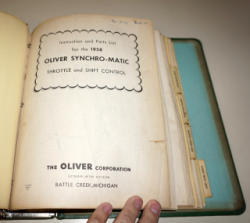 Instruction and Parts List
for the 1958
OLIVER SYNCHRO-MATIC
THROTTLE and SHIFT CONTROL
THE OLIVER CORPORATION
BATTLE CREEK, MICHIGAN